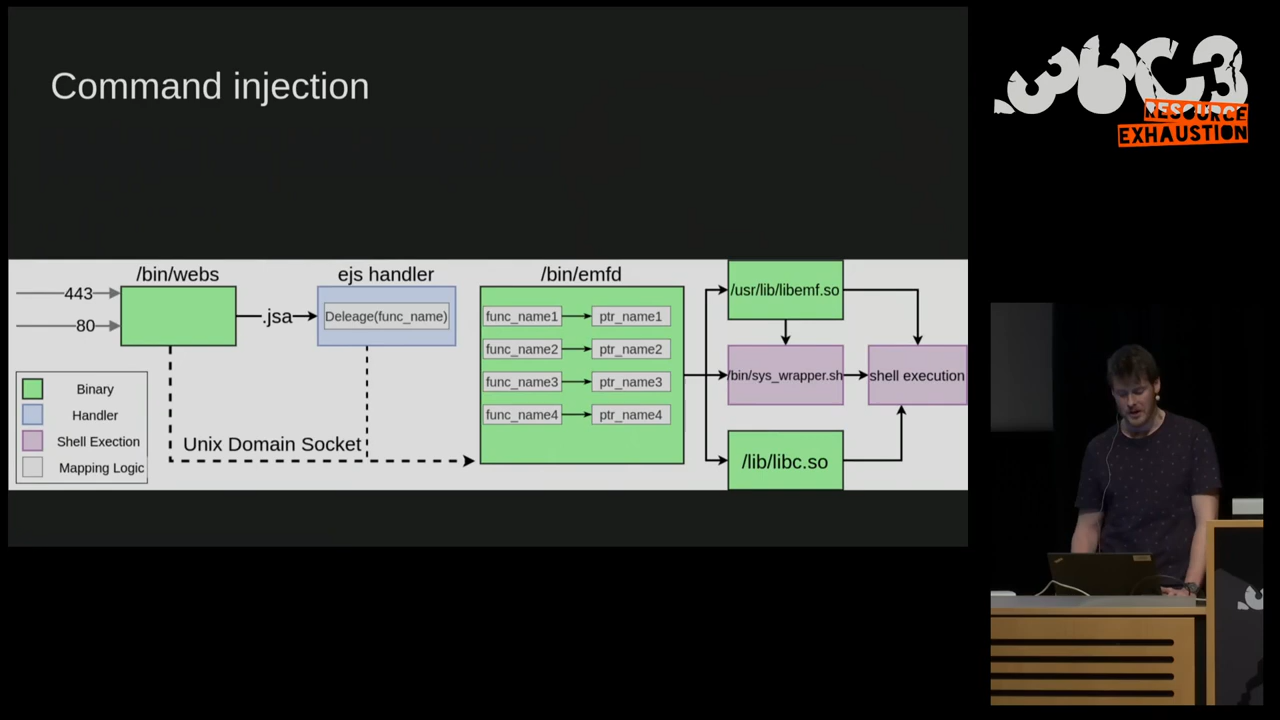 Command injection
/bin/webs
ejs handler
/bin/emfd
443
80
.jsa
Deleage(func_name)
func_name1
ptr_name1
func_name2
ptr_name2
func_name3
ptr_name3
func_name4
ptr_name4
/usr/lib/libemf.so
/bin/sys_wrapper.sh
shell execution
/lib/libc.so
Binary
Handler
Shell Exection
Mapping Logic
Unix Domain Socket
36C3
RESOURCE
EXHAUSTION